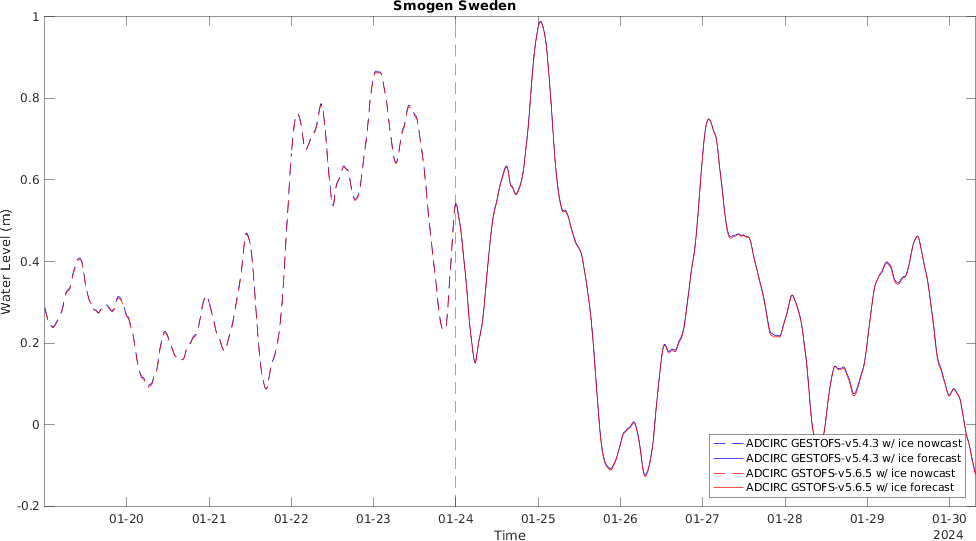 Smogen Sweden
Water Level (m)
1
0.8
0.6
0.4
0.2
0
-0.2
ADCIRC GESTOFS-v5.4.3 w/ ice nowcast
ADCIRC GESTOFS-v5.4.3 w/ ice forecast
ADCIRC GSTOFS-v5.6.5 w/ ice nowcast
ADCIRC GSTOFS-v5.6.5 w/ ice forecast
01-20 01-21 01-22 01-23 01-24 01-25 01-26 01-27 01-28 01-29 01-30
Time
2024